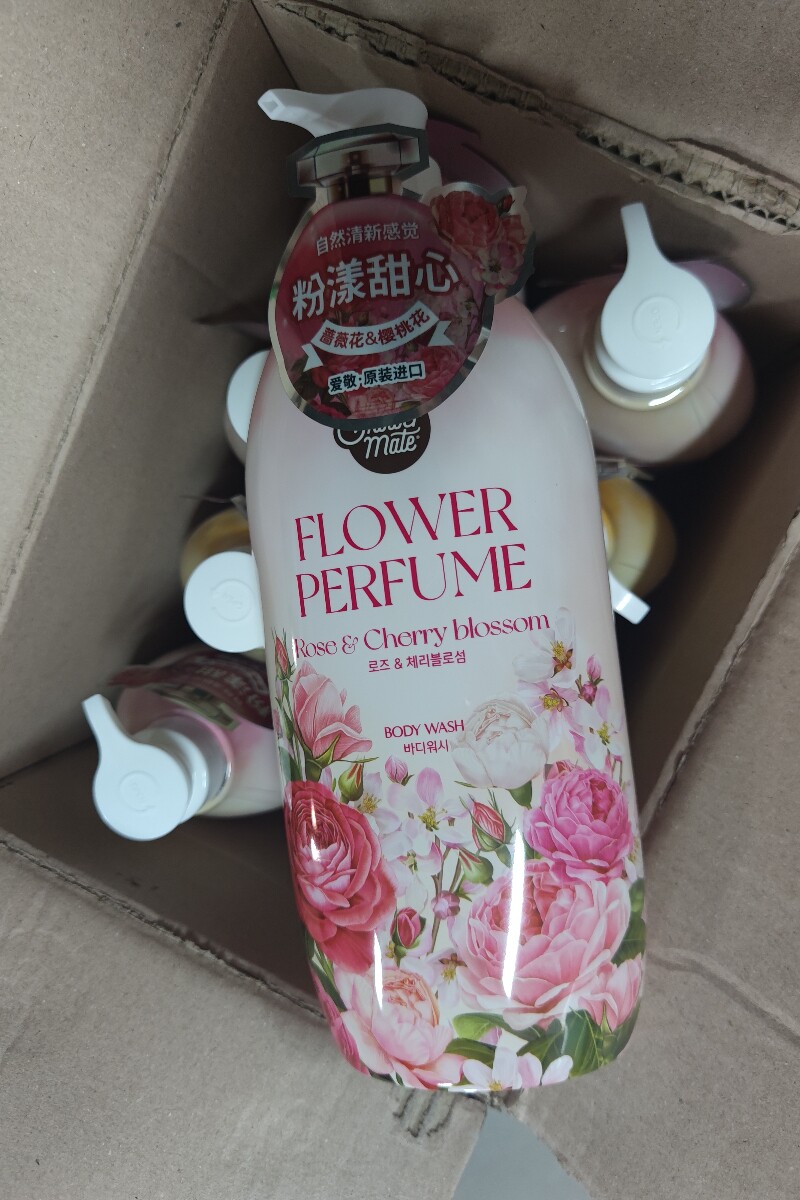 自然清新感觉
粉漾甜心
蔷薇花&樱桃花
爱敬·原装进口
Shower
Mate
FLOWER
PERFUME
Rose & Cherry blossom
로즈 & 체리블로섬
BODY WASH
바디워시